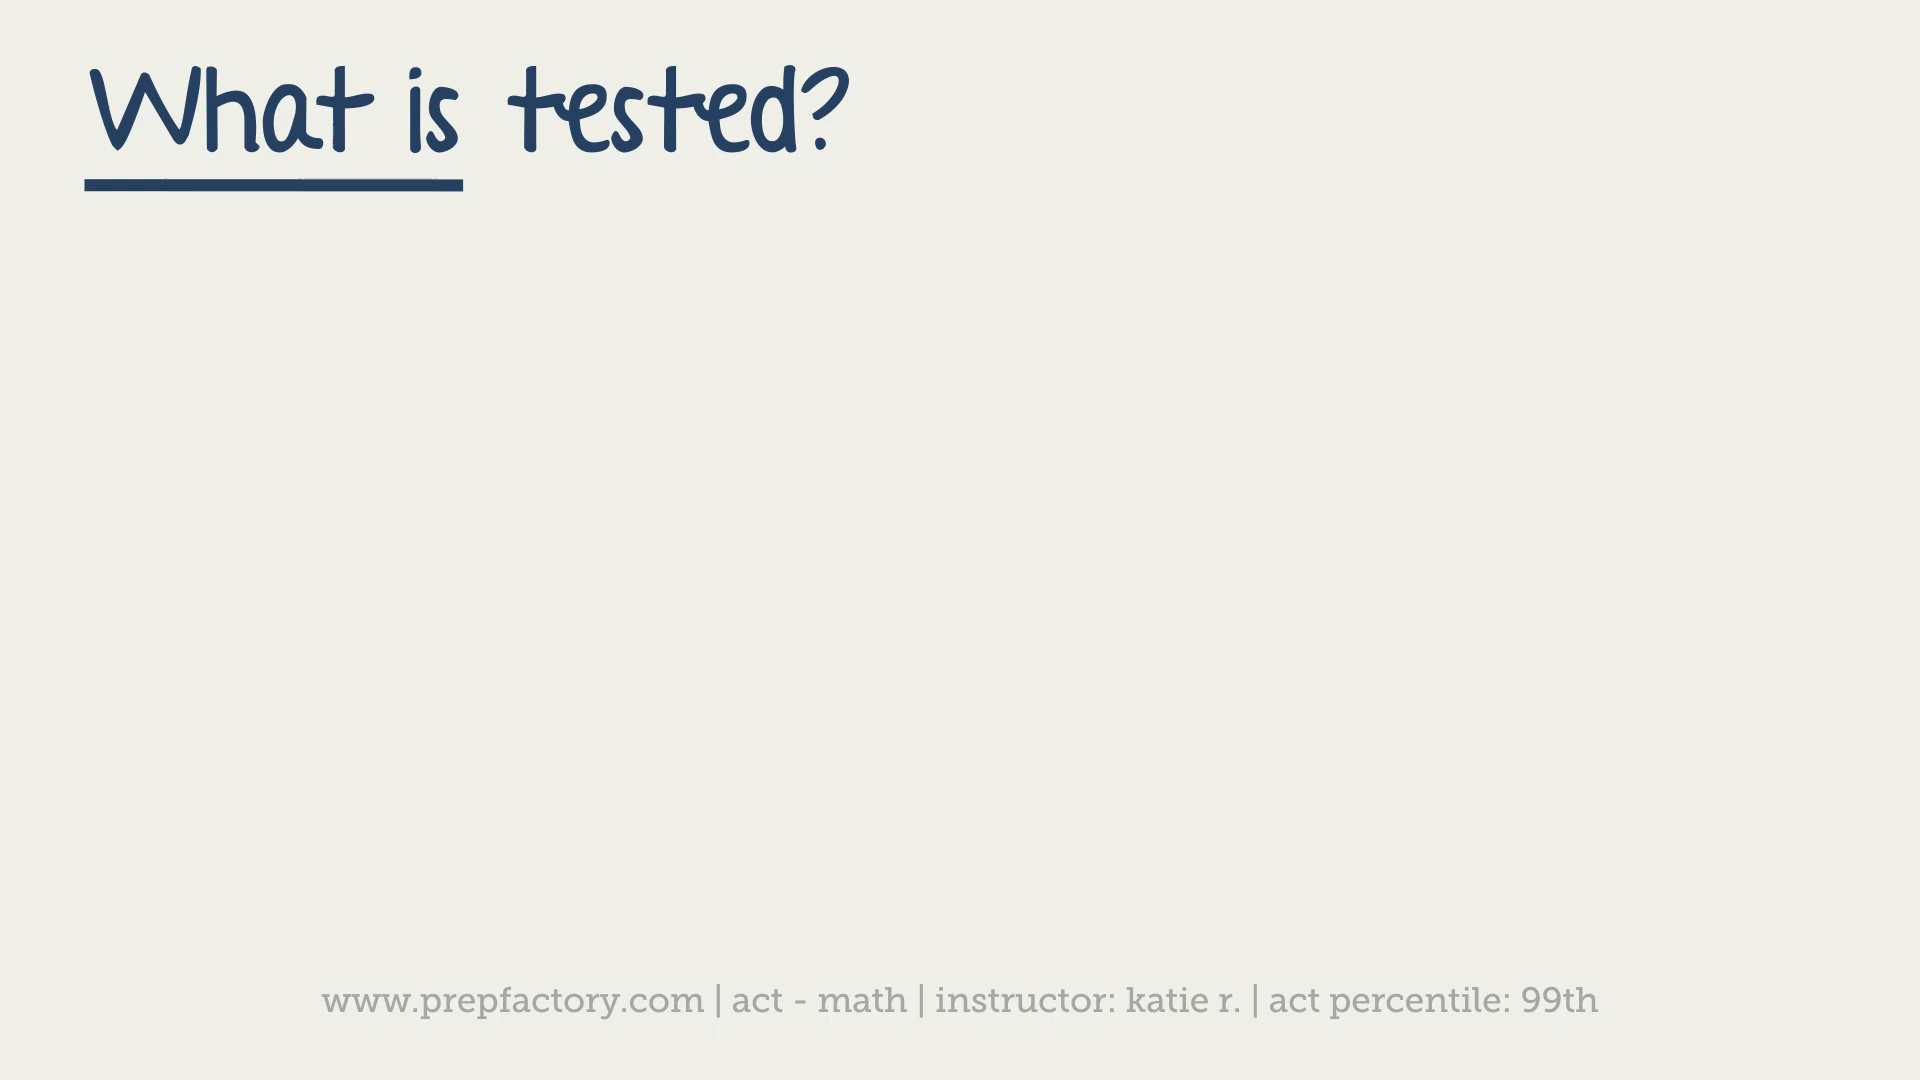 What is tested?
www.prepfactory.com | act - math | instructor: katie r. | act percentile: 99th